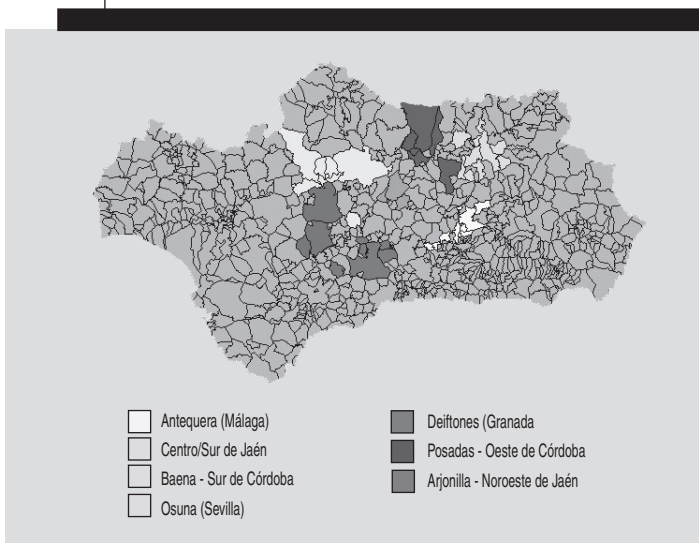 Antequera (Málaga)
Centro/Sur de Jaén
Baena - Sur de Córdoba
Osuna (Sevilla)
Deiftones (Granada
Posadas - Oeste de Córdoba
Arjonilla - Noroeste de Jaén